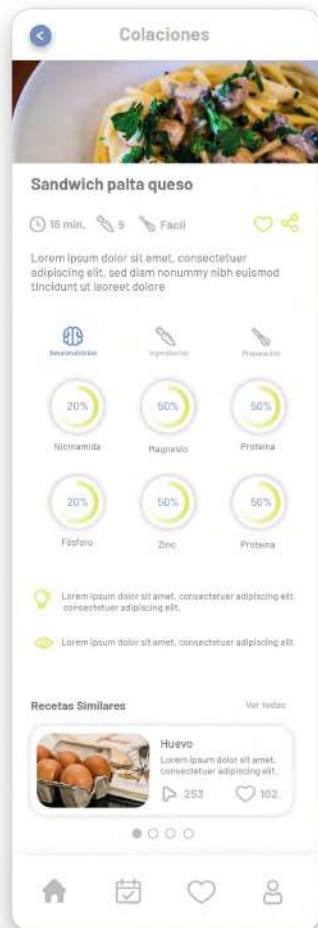 Colaciones
Sandwich palta queso
15 min. 5 Fácil
Lorem ipsum dolor sit amet, consectetuer
adipiscing elit, sed diam nonummy nibh euismod
tincidunt ut laoreet dolore
Neuronutrición Ingredientes Preparación
20% 50% 50%
Nicinamida Magnesio Proteina
20% 50% 50%
Fósforo Zinc Proteina
Lorem ipsum dolor sit amet, consectetuer adipiscing elit.
consectetuer adipiscing elit.
Lorem ipsum dolor sit amet, consectetuer adipiscing elit.
Recetas Similares Ver todas
Huevo
Lorem ipsum dolor sit amet,
consectetuer adipiscing elit.
253 102